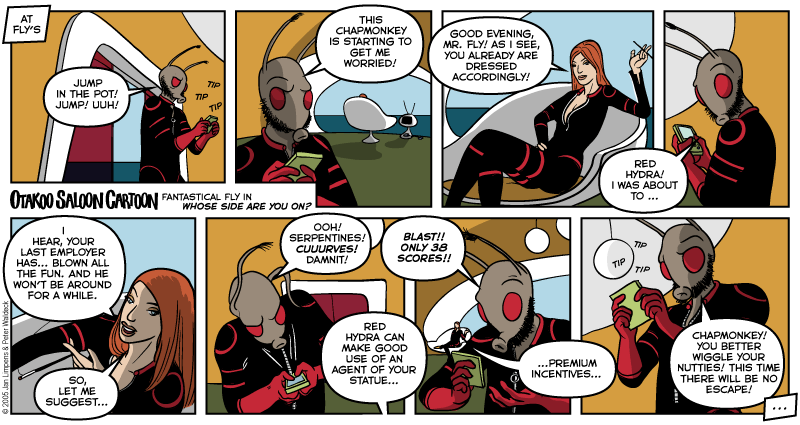 AT
FLY'S
JUMP
IN THE POT!
JUMP! UUH!
TIP
TIP
TIP
THIS
CHAPMONKEY
IS STARTING TO
GET ME
WORRIED!
GOOD EVENING,
MR. FLY! AS I SEE,
YOU ALREADY ARE
DRESSED
ACCORDINGLY!
RED
HYDRA!
I WAS ABOUT
TO ...
OTAKOO SALOON CARTOON
FANTASTICAL FLY IN
WHOSE SIDE ARE YOU ON?
I
HEAR, YOUR
LAST EMPLOYER
HAS... BLOWN ALL
THE FUN. AND HE
WON'T BE AROUND
FOR A WHILE.
SO,
LET ME
SUGGEST...
OOH!
SERPENTINES!
CUUURVES!
DAMNIT!
RED
HYDRA CAN
MAKE GOOD
USE OF AN
AGENT OF YOUR
STATUE...
BLAST!!
ONLY 38
SCORES!!
...PREMIUM
INCENTIVES...
TIP
TIP
TIP
CHAPMONKEY!
YOU BETTER
WIGGLE YOUR
NUTTIES! THIS TIME
THERE WILL BE NO
ESCAPE!
...
© 2005 Jan Limpens & Peter Waldeck